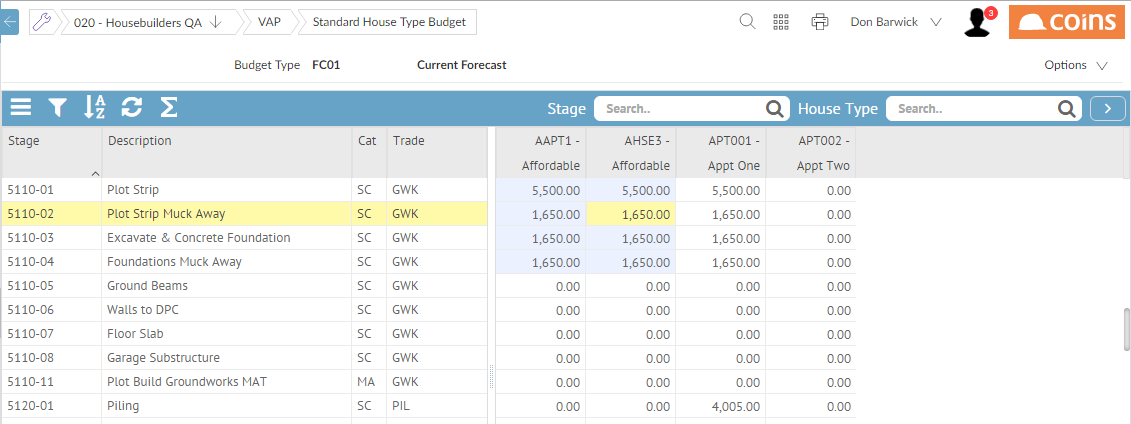 020 - Housebuilders QA VAP Standard House Type Budget Don Barwick 3 coins
Budget Type FC01 Current Forecast Options
Stage Search.. House Type Search..
Stage Description Cat Trade AAPT1 - AHSE3 - APT001 - APT002 -
Affordable Affordable Appt One Appt Two
5110-01 Plot Strip SC GWK 5,500.00 5,500.00 5,500.00 0.00
5110-02 Plot Strip Muck Away SC GWK 1,650.00 1,650.00 1,650.00 0.00
5110-03 Excavate & Concrete Foundation SC GWK 1,650.00 1,650.00 1,650.00 0.00
5110-04 Foundations Muck Away SC GWK 1,650.00 1,650.00 1,650.00 0.00
5110-05 Ground Beams SC GWK 0.00 0.00 0.00 0.00
5110-06 Walls to DPC SC GWK 0.00 0.00 0.00 0.00
5110-07 Floor Slab SC GWK 0.00 0.00 0.00 0.00
5110-08 Garage Substructure SC GWK 0.00 0.00 0.00 0.00
5110-11 Plot Build Groundworks MAT MA GWK 0.00 0.00 0.00 0.00
5120-01 Piling SC PIL 0.00 0.00 4,005.00 0.00